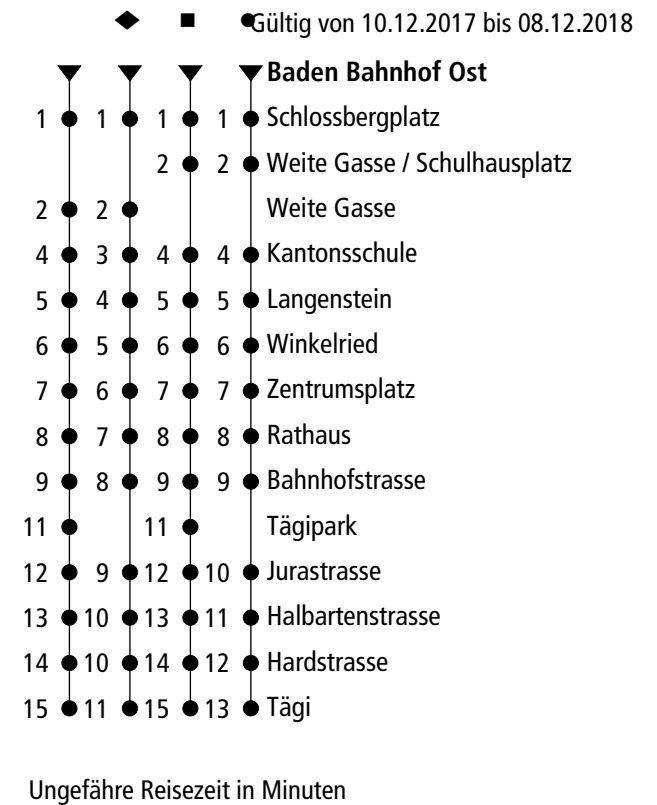 Gültig von 10.12.2017 bis 08.12.2018
Baden Bahnhof Ost
1 1 1 1 Schlossbergplatz
2 2 Weite Gasse / Schulhausplatz
2 2 Weite Gasse
4 3 4 4 Kantonsschule
5 4 5 5 Langenstein
6 5 6 6 Winkelried
7 6 7 7 Zentrumsplatz
8 7 8 8 Rathaus
9 8 9 9 Bahnhofstrasse
11 11 Tägipark
12 9 12 10 Jurastrasse
13 10 13 11 Halbartenstrasse
14 10 14 12 Hardstrasse
15 11 15 13 Tägi
Ungefähre Reisezeit in Minuten